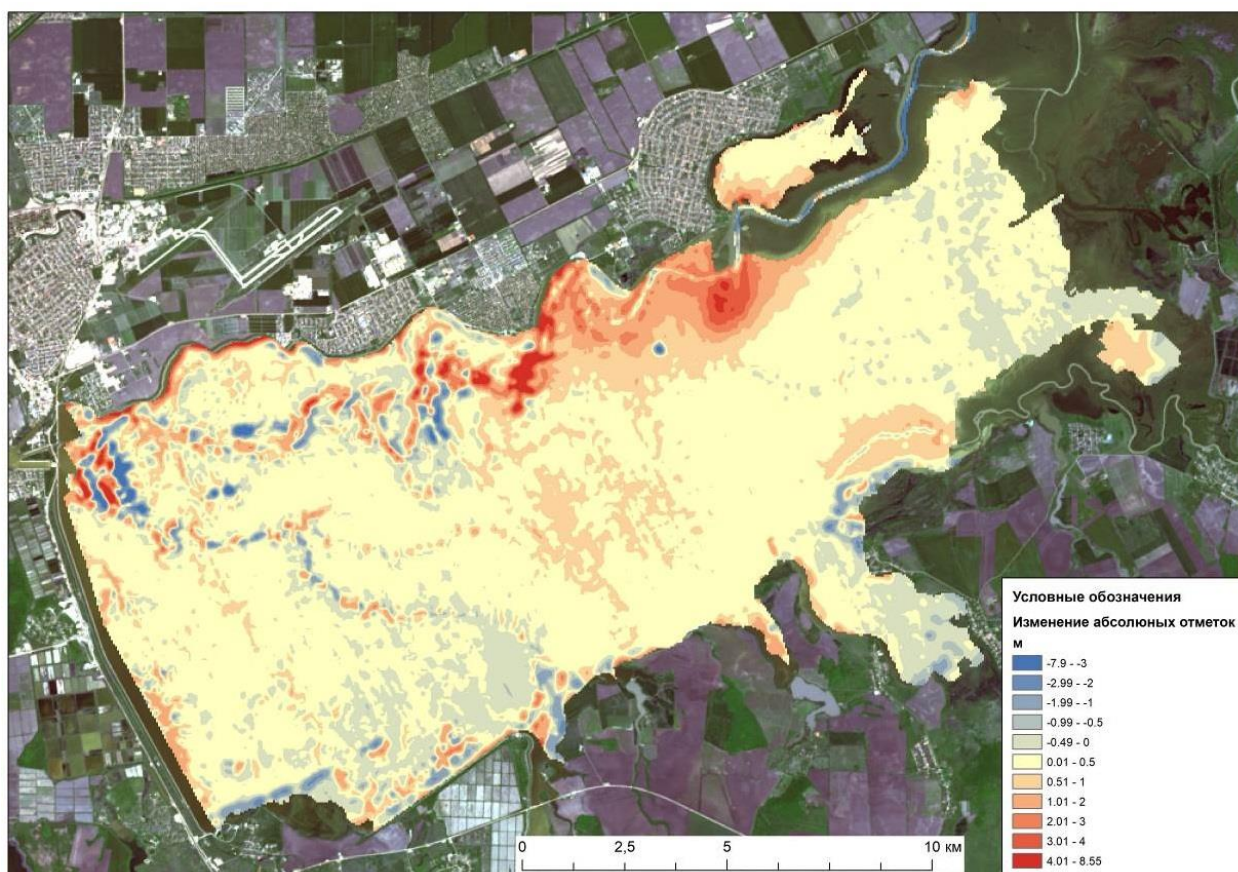 Условные обозначения
Изменение абсолюных отметок
м
-7.9 - -3
-2.99 - -2
-1.99 - -1
-0.99 - -0.5
-0.49 - 0
0.01 - 0.5
0.51 - 1
1.01 - 2
2.01 - 3
3.01 - 4
4.01 - 8.55
0 2,5 5 10 км